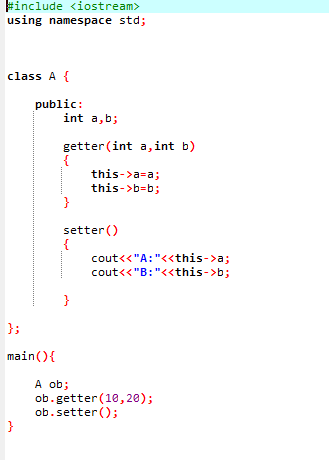 #include <iostream>
using namespace std;
class A {
public:
int a,b;
getter(int a,int b)
{
this->a=a;
this->b=b;
}
setter()
{
cout<<"A:"<<this->a;
cout<<"B:"<<this->b;
}
};
main(){
A ob;
ob.getter(10,20);
ob.setter();
}